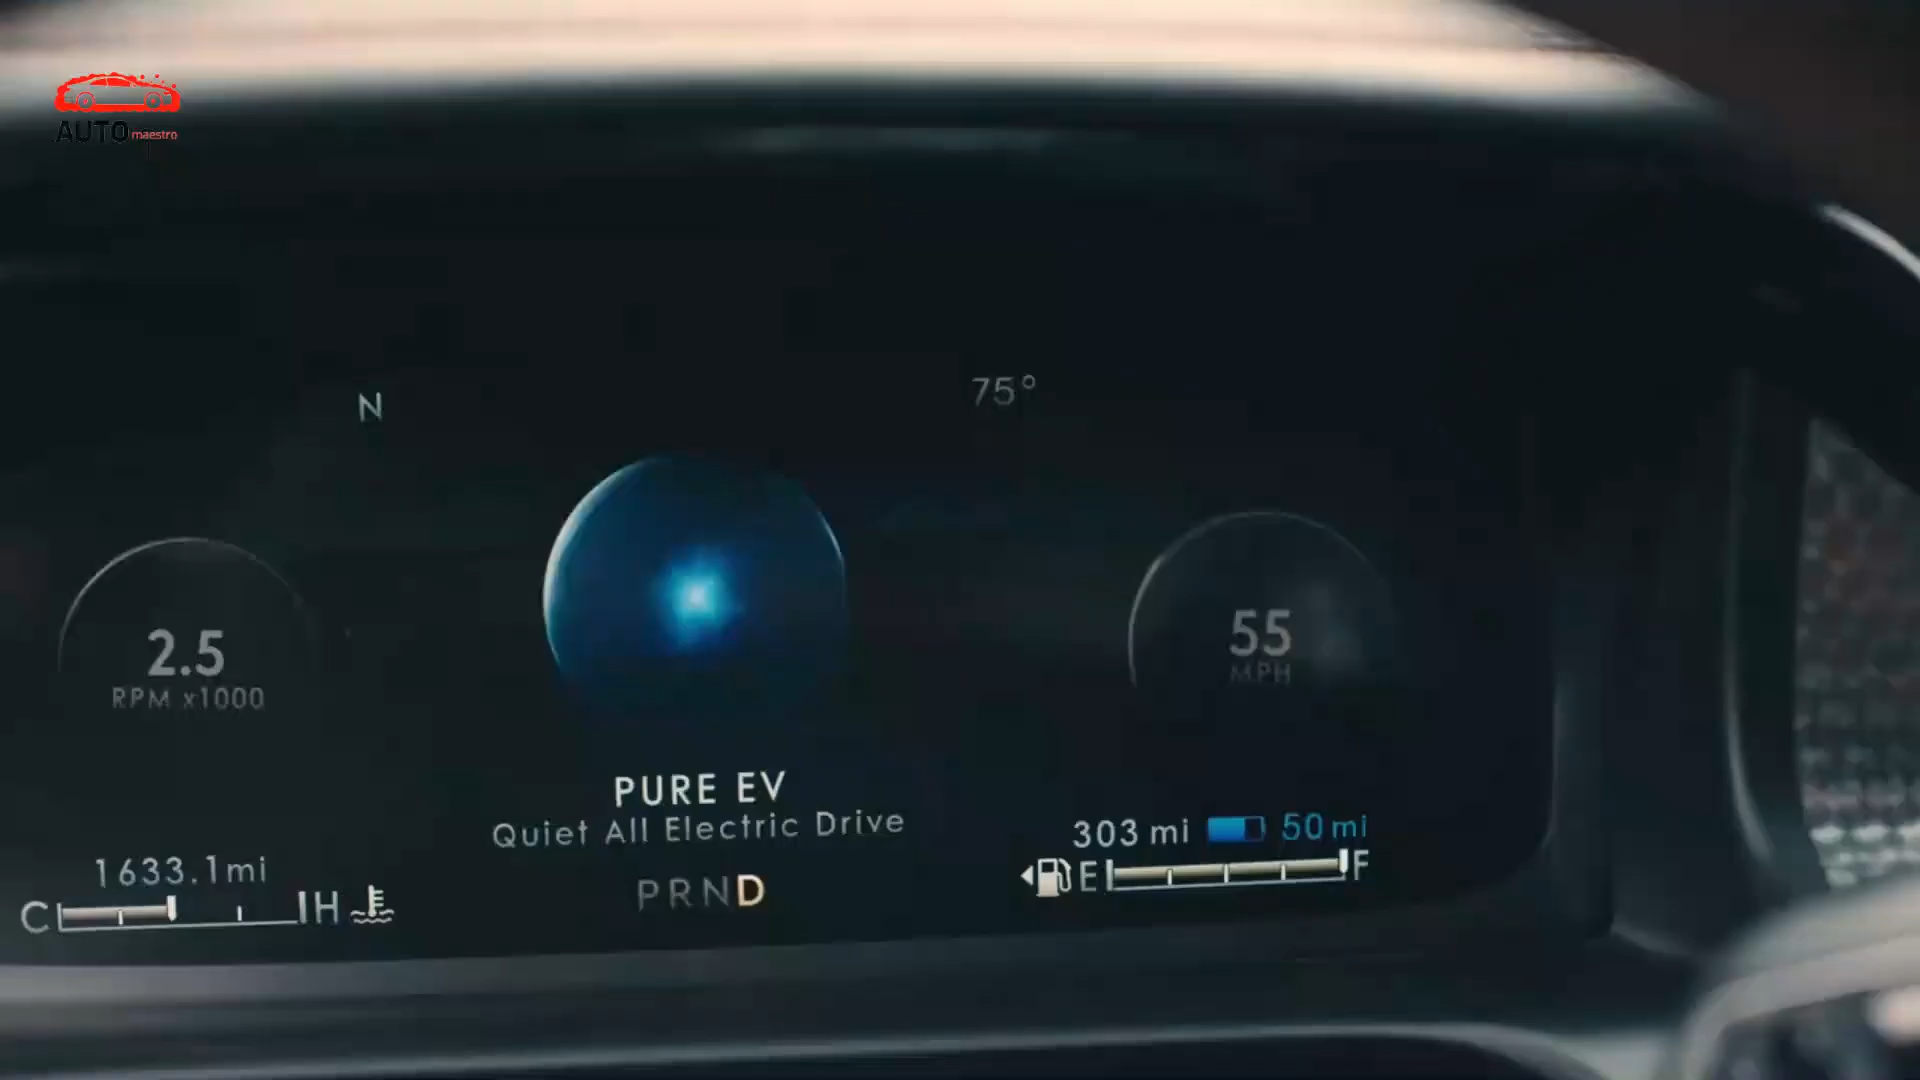 AUTO maestro
N
75°
2.5
RPM x1000
55
MPH
PURE EV
Quiet All Electric Drive
1633.1mi
303 mi 50 mi
C H
PRND
E F